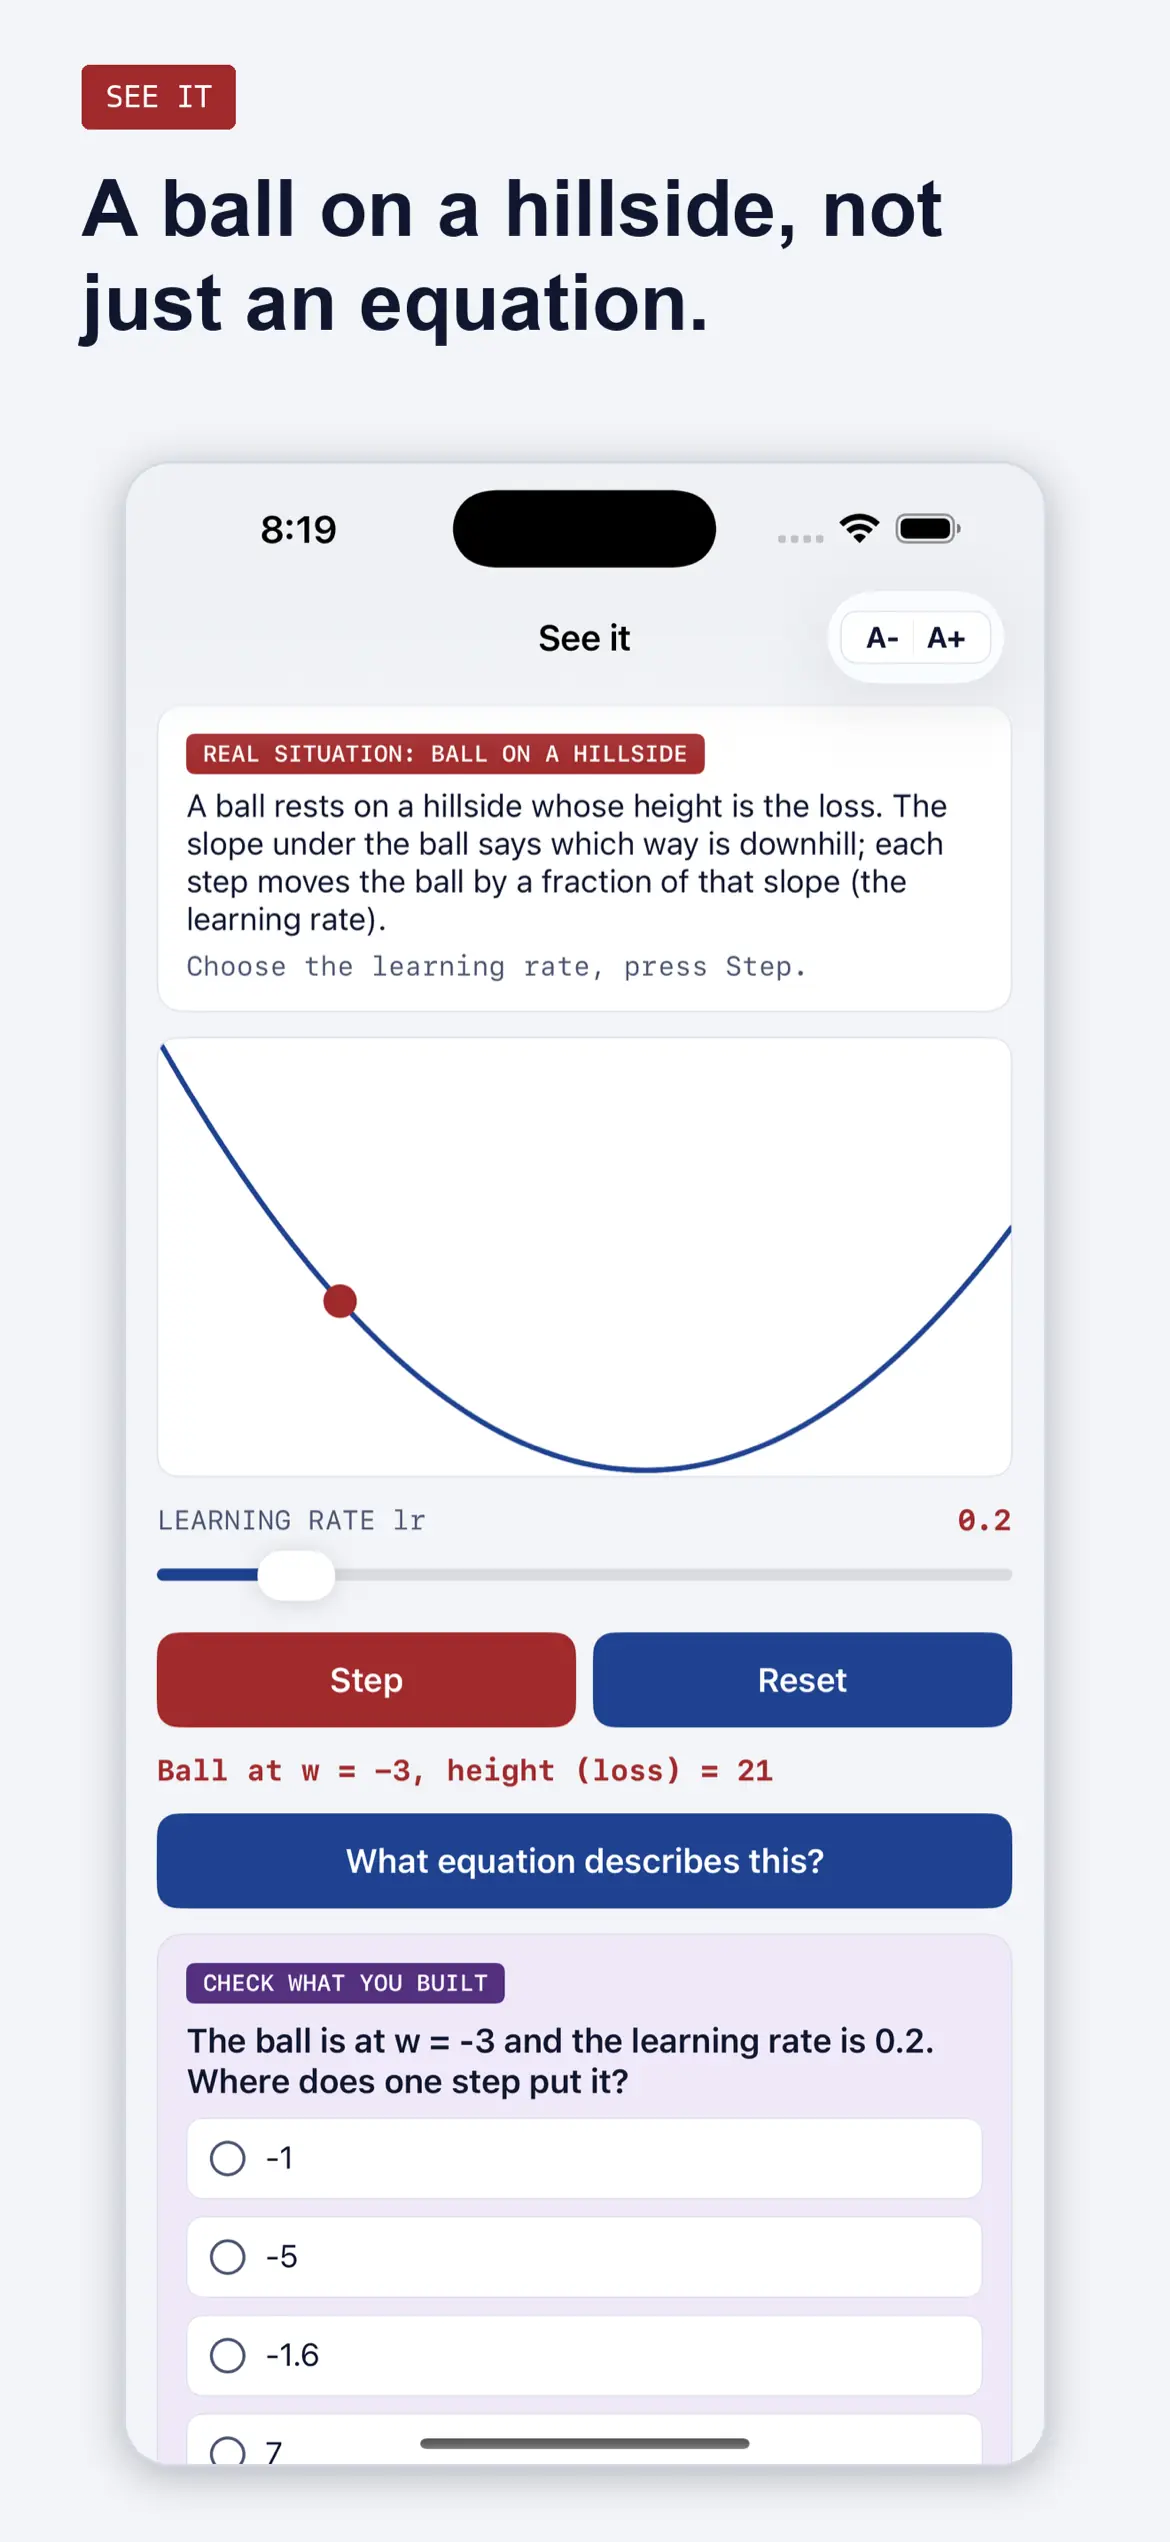 SEE IT
A ball on a hillside, not
just an equation.
8:19
See it
A- A+
REAL SITUATION: BALL ON A HILLSIDE
A ball rests on a hillside whose height is the loss. The
slope under the ball says which way is downhill; each
step moves the ball by a fraction of that slope (the
learning rate).
Choose the learning rate, press Step.
LEARNING RATE lr 0.2
Step Reset
Ball at w = −3, height (loss) = 21
What equation describes this?
CHECK WHAT YOU BUILT
The ball is at w = -3 and the learning rate is 0.2.
Where does one step put it?
-1
-5
-1.6
7